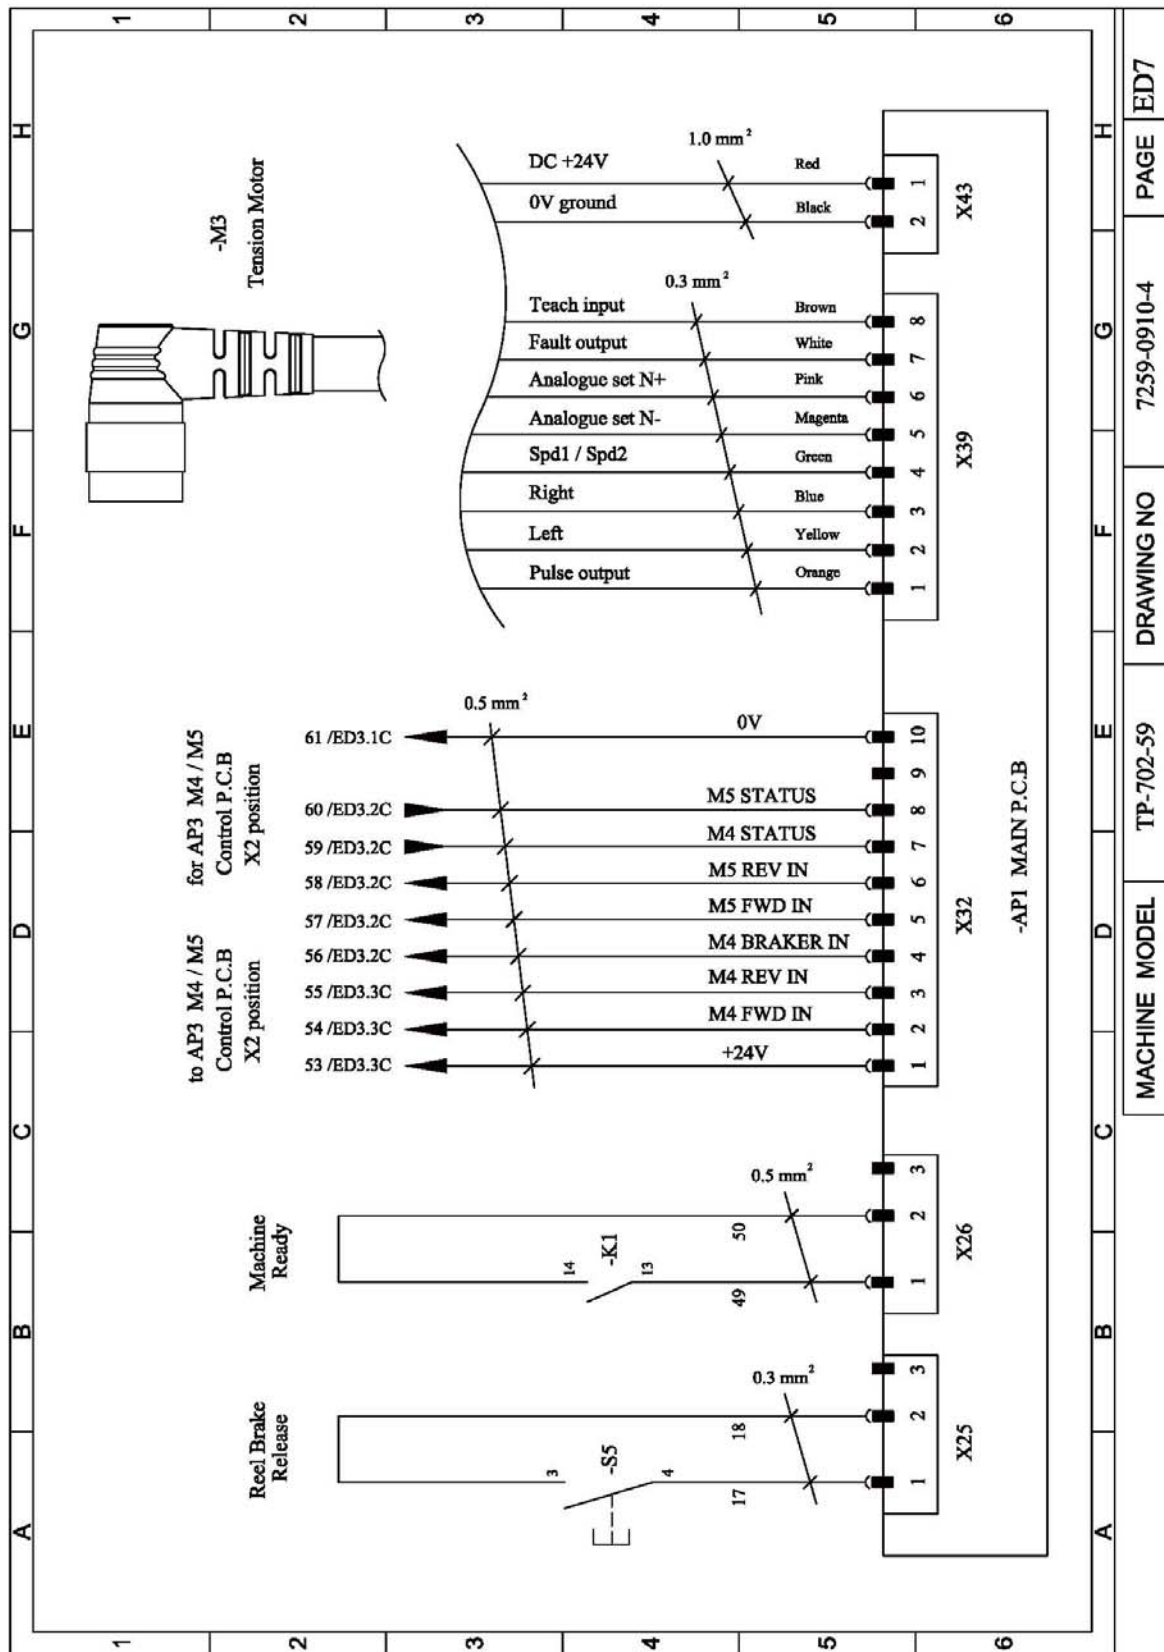 A B C D E F G H
1
2
3
4
5
6
Reel Brake
Release
3
-S5
4
17
18
0.3 mm²
1 2 3
X25
Machine
Ready
14
-K1
13
49
50
0.5 mm²
1 2 3
X26
to AP3 M4 / M5
Control P.C.B
X2 position
for AP3 M4 / M5
Control P.C.B
X2 position
53 /ED3.3C
54 /ED3.3C
55 /ED3.3C
56 /ED3.2C
57 /ED3.2C
58 /ED3.2C
59 /ED3.2C
60 /ED3.2C
61 /ED3.1C
0.5 mm²
+24V
M4 FWD IN
M4 REV IN
M4 BRAKER IN
M5 FWD IN
M5 REV IN
M4 STATUS
M5 STATUS
0V
1 2 3 4 5 6 7 8 9 10
X32
-M3
Tension Motor
Pulse output
Left
Right
Spd1 / Spd2
Analogue set N-
Analogue set N+
Fault output
Teach input
0.3 mm²
Orange
Yellow
Blue
Green
Magenta
Pink
White
Brown
1 2 3 4 5 6 7 8
X39
0V ground
DC +24V
1.0 mm²
Black
Red
2 1
X43
-AP1 MAIN P.C.B
1
2
3
4
5
6
A B C D E F G H
MACHINE MODEL TP-702-59 DRAWING NO 7259-0910-4 PAGE ED7